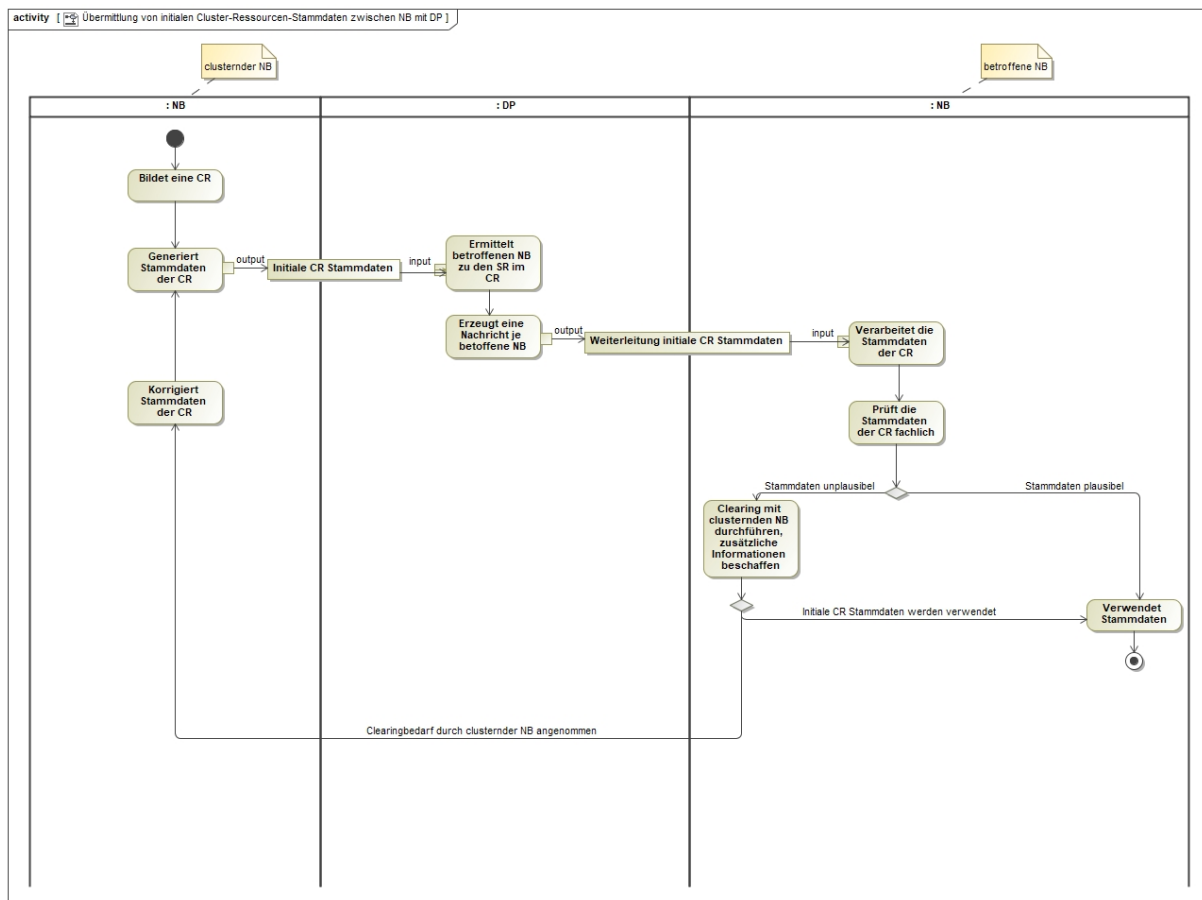 activity [ Übermittlung von initialen Cluster-Ressourcen-Stammdaten zwischen NB mit DP ]
clusternder NB
betroffene NB
: NB
: DP
: NB
Bildet eine CR
Generiert
Stammdaten
der CR
output
Initiale CR Stammdaten
input
Ermittelt
betroffenen NB
zu den SR im
CR
Erzeugt eine
Nachricht je
betoffene NB
output
Weiterleitung initiale CR Stammdaten
input
Verarbeitet die
Stammdaten
der CR
Korrigiert
Stammdaten
der CR
Prüft die
Stammdaten
der CR fachlich
Stammdaten unplausibel
Stammdaten plausibel
Clearing mit
clusternden NB
durchführen,
zusätzliche
Informationen
beschaffen
Initiale CR Stammdaten werden verwendet
Verwendet
Stammdaten
Clearingbedarf durch clusternder NB angenommen